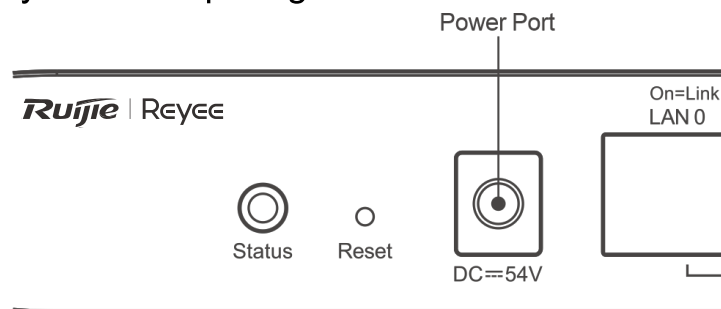 Power Port
Ruijie | Reyee
On=Link
LAN 0
Status
Reset
DC⎓54V